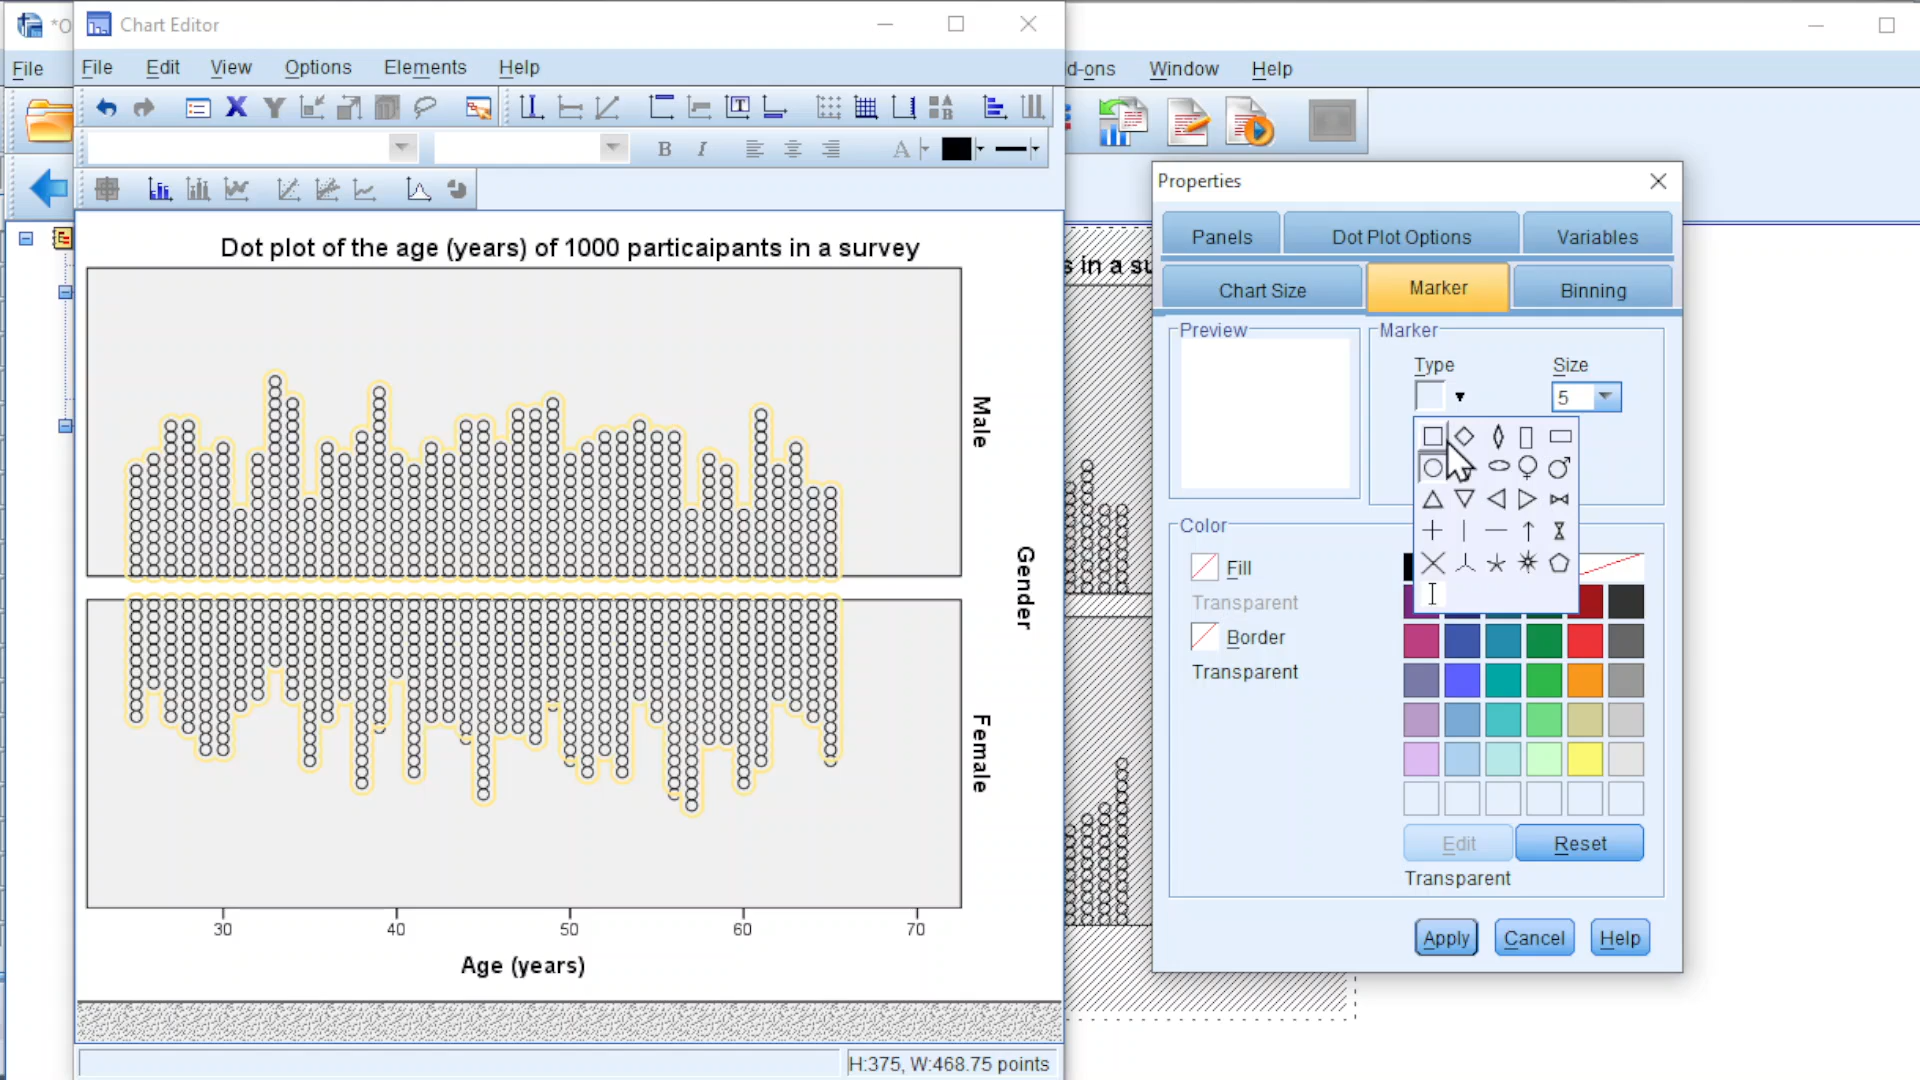 *O
Chart Editor
File
File Edit View Options Elements Help
d-ons Window Help
X Y T A B
B I A
Properties
Panels Dot Plot Options Variables
Chart Size Marker Binning
Preview
Marker
Type
Size
5
Color
Fill
Transparent
Border
Transparent
Edit Reset
Transparent
Apply Cancel Help
s in a su
Dot plot of the age (years) of 1000 particaipants in a survey
Male
Female
Gender
30 40 50 60 70
Age (years)
H:375, W:468.75 points